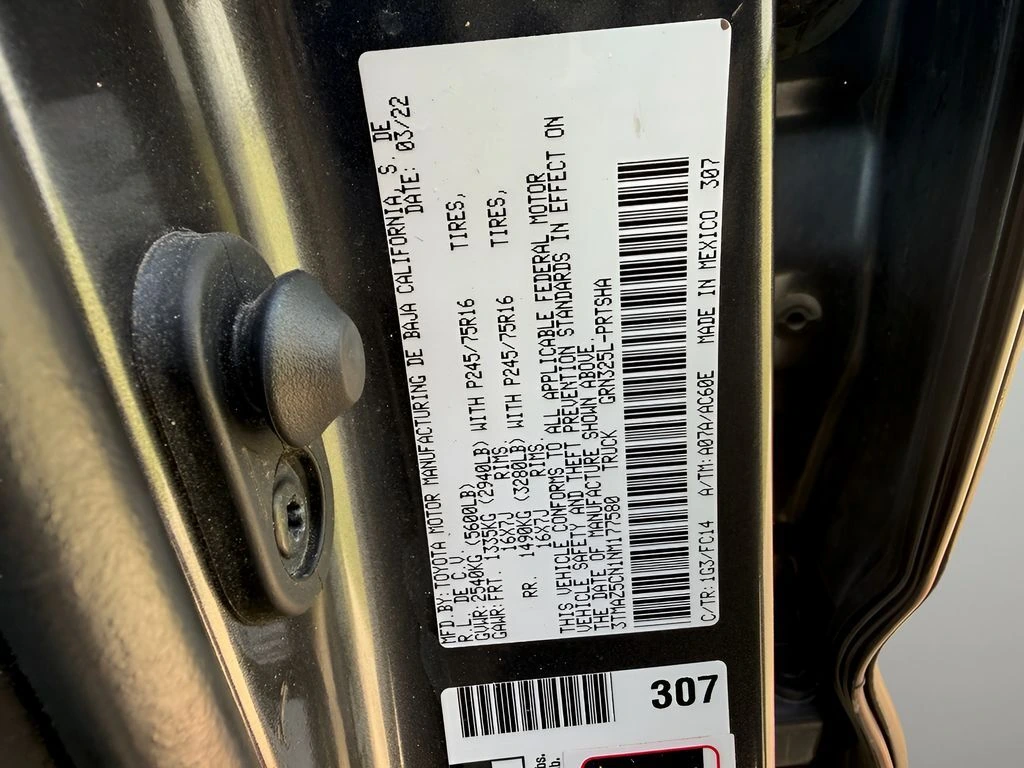 MFD.BY:TOYOTA MOTOR MANUFACTURING DE BAJA CALIFORNIA, S. DE
R.L. DE C.V. DATE: 03/22
GVWR: 2540KG (5600LB)
GAWR: FRT. 1335KG (2940LB) WITH P245/75R16 TIRES,
16X7J RIMS
RR. 1490KG (3280LB) WITH P245/75R16 TIRES,
16X7J RIMS.
THIS VEHICLE CONFORMS TO ALL APPLICABLE FEDERAL MOTOR
VEHICLE SAFETY AND THEFT PREVENTION STANDARDS IN EFFECT ON
THE DATE OF MANUFACTURE SHOWN ABOVE.
3TMAZ5CN1NM177580 TRUCK GRN325L-PRTSHA
C/TR: 1G3/FC14 A/TM: A07A/AC60E MADE IN MEXICO 307
307